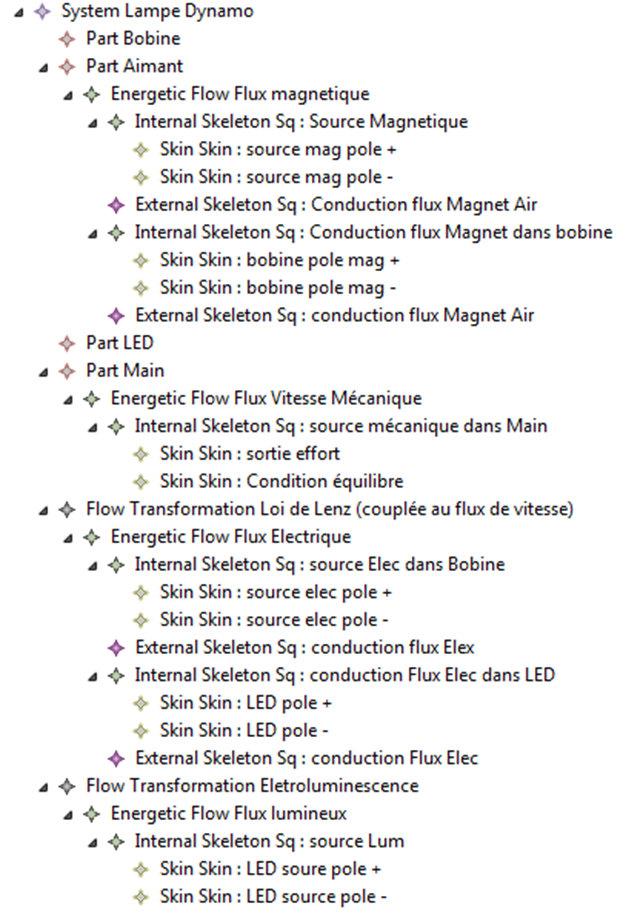 System Lampe Dynamo
Part Bobine
Part Aimant
Energetic Flow Flux magnetique
Internal Skeleton Sq : Source Magnetique
Skin Skin : source mag pole +
Skin Skin : source mag pole -
External Skeleton Sq : Conduction flux Magnet Air
Internal Skeleton Sq : Conduction flux Magnet dans bobine
Skin Skin : bobine pole mag +
Skin Skin : bobine pole mag -
External Skeleton Sq : conduction flux Magnet Air
Part LED
Part Main
Energetic Flow Flux Vitesse Mécanique
Internal Skeleton Sq : source mécanique dans Main
Skin Skin : sortie effort
Skin Skin : Condition équilibre
Flow Transformation Loi de Lenz (couplée au flux de vitesse)
Energetic Flow Flux Electrique
Internal Skeleton Sq : source Elec dans Bobine
Skin Skin : source elec pole +
Skin Skin : source elec pole -
External Skeleton Sq : conduction flux Elex
Internal Skeleton Sq : conduction Flux Elec dans LED
Skin Skin : LED pole +
Skin Skin : LED pole -
External Skeleton Sq : conduction Flux Elec
Flow Transformation Eletroluminescence
Energetic Flow Flux lumineux
Internal Skeleton Sq : source Lum
Skin Skin : LED soure pole +
Skin Skin : LED source pole -